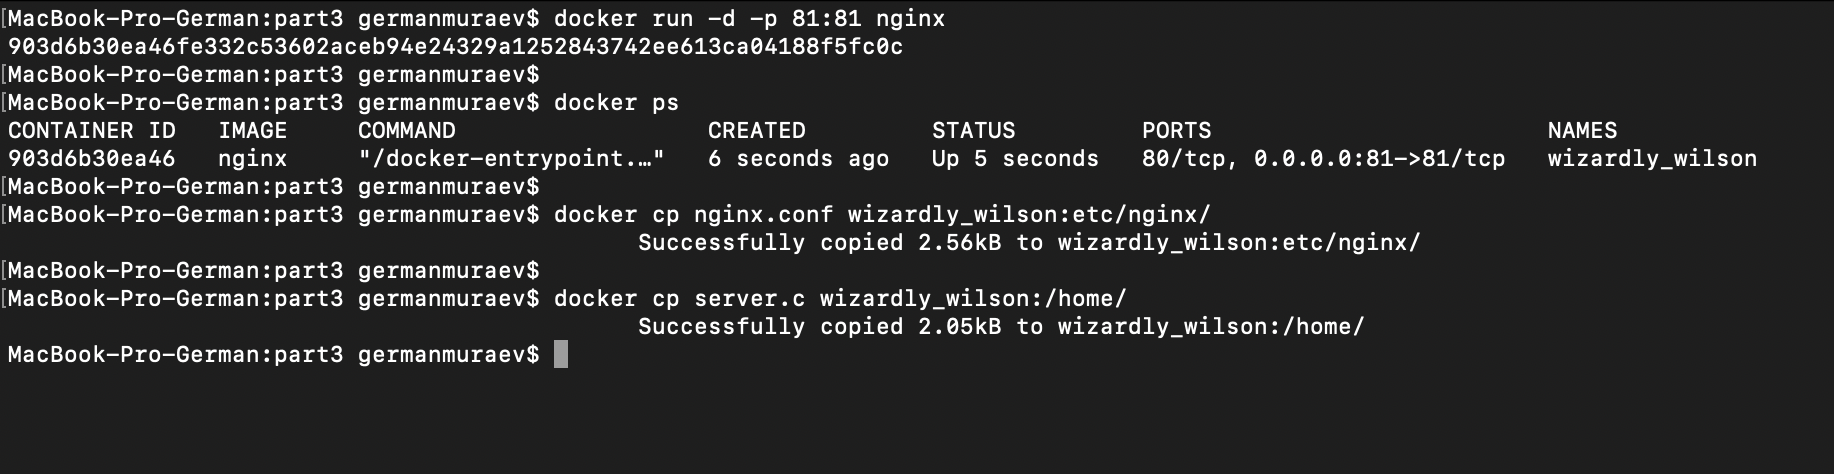 [MacBook-Pro-German:part3 germanmuraev$ docker run -d -p 81:81 nginx
903d6b30ea46fe332c53602aceb94e24329a1252843742ee613ca04188f5fc0c
[MacBook-Pro-German:part3 germanmuraev$
[MacBook-Pro-German:part3 germanmuraev$ docker ps
CONTAINER ID   IMAGE     COMMAND                  CREATED         STATUS         PORTS                        NAMES
903d6b30ea46   nginx     "/docker-entrypoint.…"   6 seconds ago   Up 5 seconds   80/tcp, 0.0.0.0:81->81/tcp   wizardly_wilson
[MacBook-Pro-German:part3 germanmuraev$
[MacBook-Pro-German:part3 germanmuraev$ docker cp nginx.conf wizardly_wilson:etc/nginx/
Successfully copied 2.56kB to wizardly_wilson:etc/nginx/
[MacBook-Pro-German:part3 germanmuraev$
[MacBook-Pro-German:part3 germanmuraev$ docker cp server.c wizardly_wilson:/home/
Successfully copied 2.05kB to wizardly_wilson:/home/
MacBook-Pro-German:part3 germanmuraev$